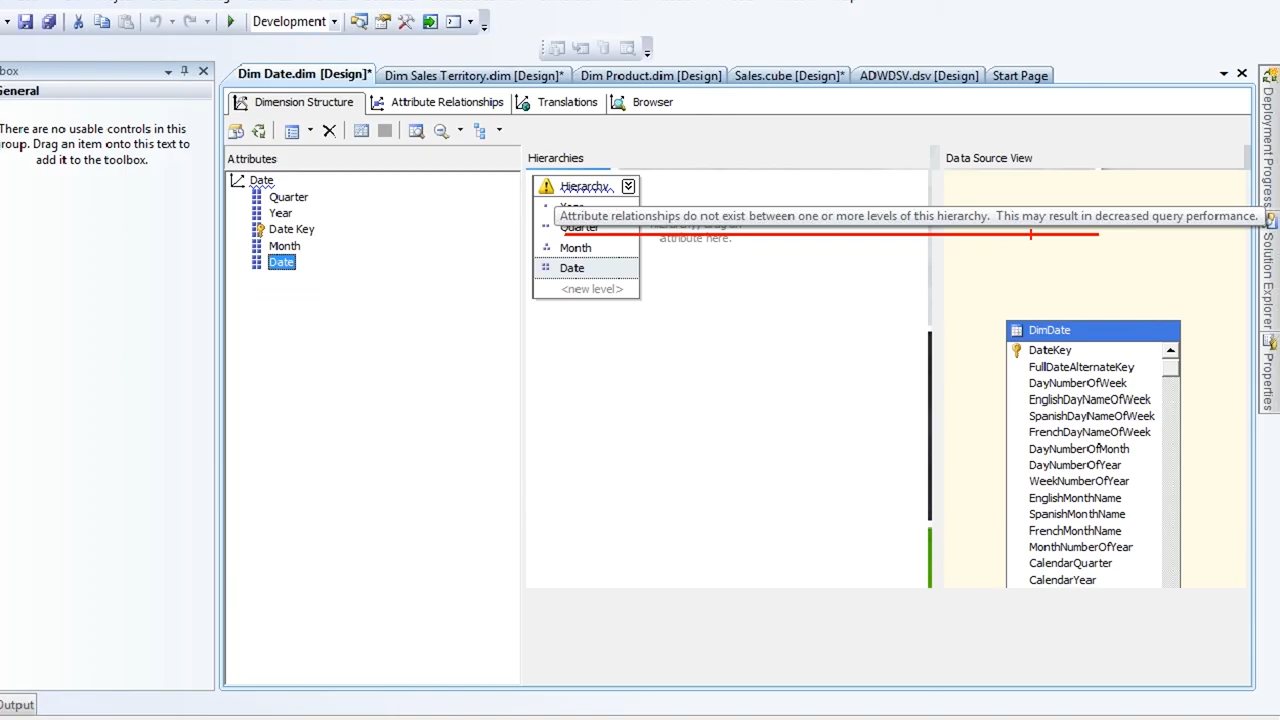 Development
box
General
There are no usable controls in this
group. Drag an item onto this text to
add it to the toolbox.
Dim Date.dim [Design]*
Dim Sales Territory.dim [Design]*
Dim Product.dim [Design]
Sales.cube [Design]*
ADWDSV.dsv [Design]
Start Page
Dimension Structure
Attribute Relationships
Translations
Browser
Attributes
Date
Quarter
Year
Date Key
Month
Date
Hierarchies
Hierarchy
Year
Attribute relationships do not exist between one or more levels of this hierarchy. This may result in decreased query performance.
Quarter
Month
Date
<new level>
attribute here.
Data Source View
DimDate
DateKey
FullDateAlternateKey
DayNumberOfWeek
EnglishDayNameOfWeek
SpanishDayNameOfWeek
FrenchDayNameOfWeek
DayNumberOfMonth
DayNumberOfYear
WeekNumberOfYear
EnglishMonthName
SpanishMonthName
FrenchMonthName
MonthNumberOfYear
CalendarQuarter
CalendarYear
Deployment Progress
Solution Explorer
Properties
Output